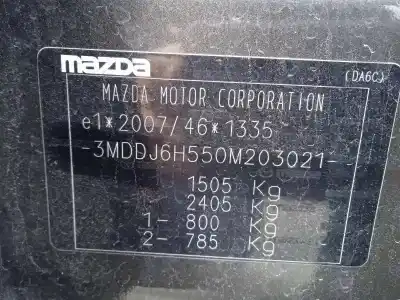 mazda
(DA6C)
MAZDA MOTOR CORPORATION
e1*2007/46*1335
-3MDDJ6H550M203021-
1505 Kg
2405 Kg
1- 800 Kg
2- 785 Kg